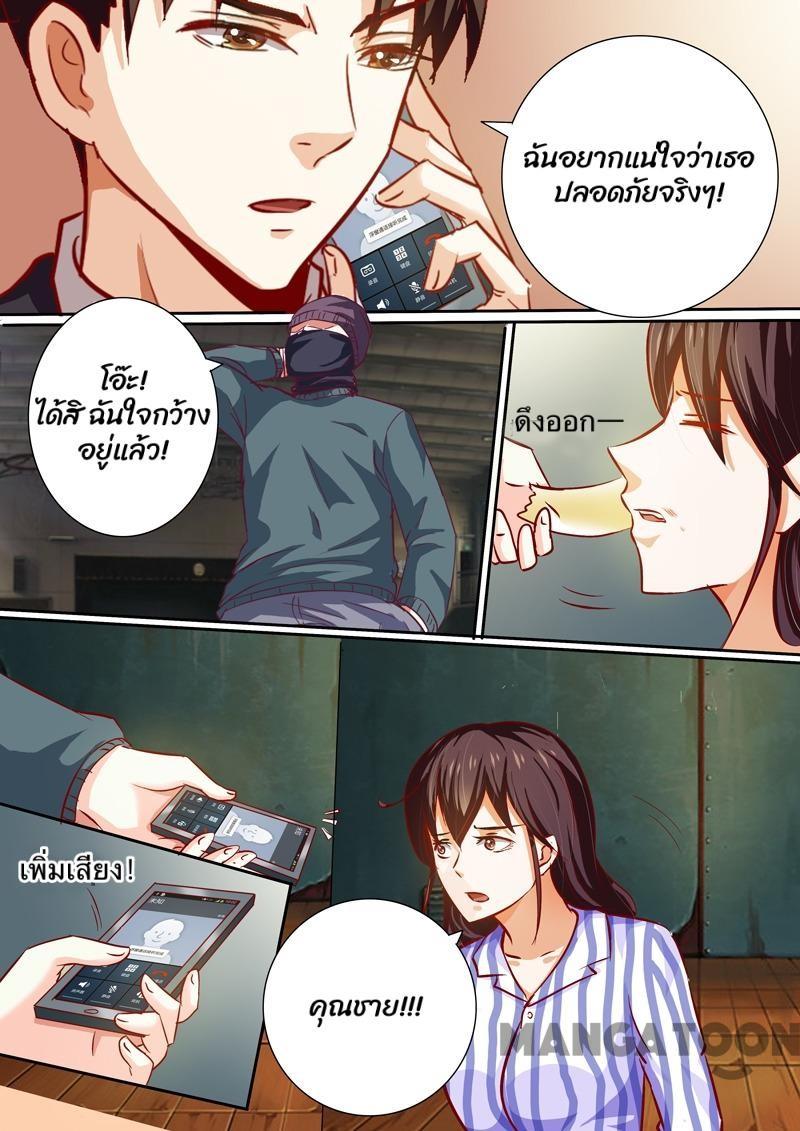 ฉันอยากแน่ใจว่าเธอ
ปลอดภัยจริงๆ!
โอ๊ะ!
ได้สิ ฉันใจกว้าง
อยู่แล้ว!
ดึงออก—
เพิ่มเสียง!
คุณชาย!!!
MANGATOON